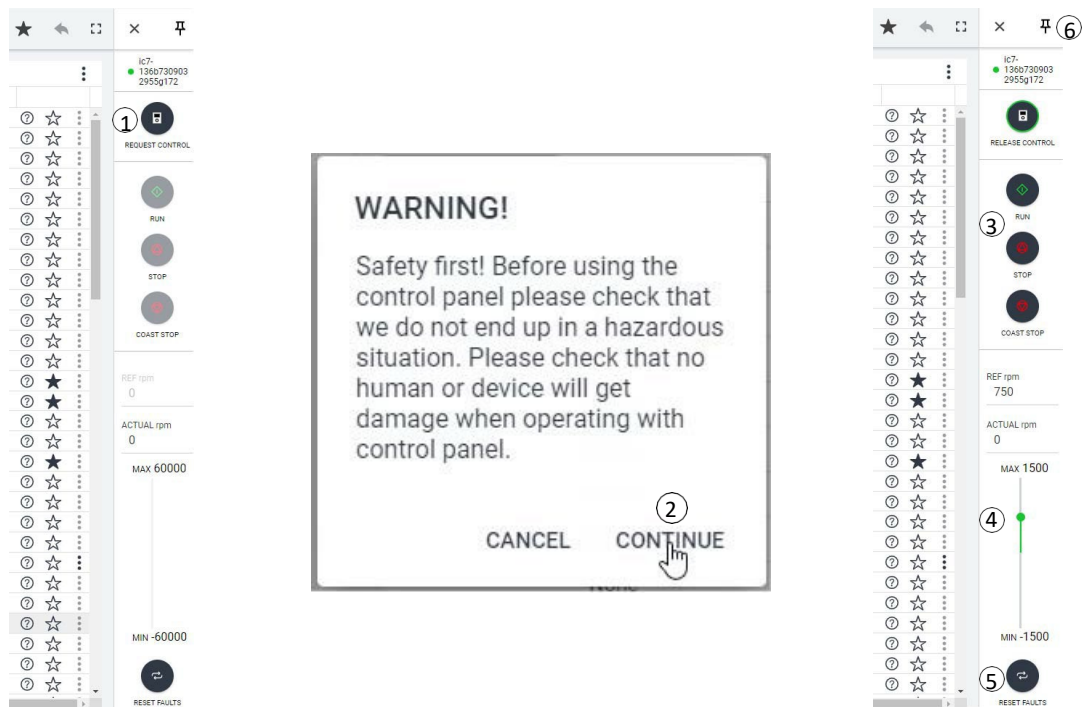 ic7-
136b730903
2955g172
1
REQUEST CONTROL
RUN
STOP
COAST STOP
REF rpm
0
ACTUAL rpm
0
MAX 60000
MIN -60000
RESET FAULTS
WARNING!
Safety first! Before using the
control panel please check that
we do not end up in a hazardous
situation. Please check that no
human or device will get
damage when operating with
control panel.
2
CANCEL CONTINUE
None
6
ic7-
136b730903
2955g172
RELEASE CONTROL
RUN
3
STOP
COAST STOP
REF rpm
750
ACTUAL rpm
0
MAX 1500
4
MIN -1500
5
RESET FAULTS